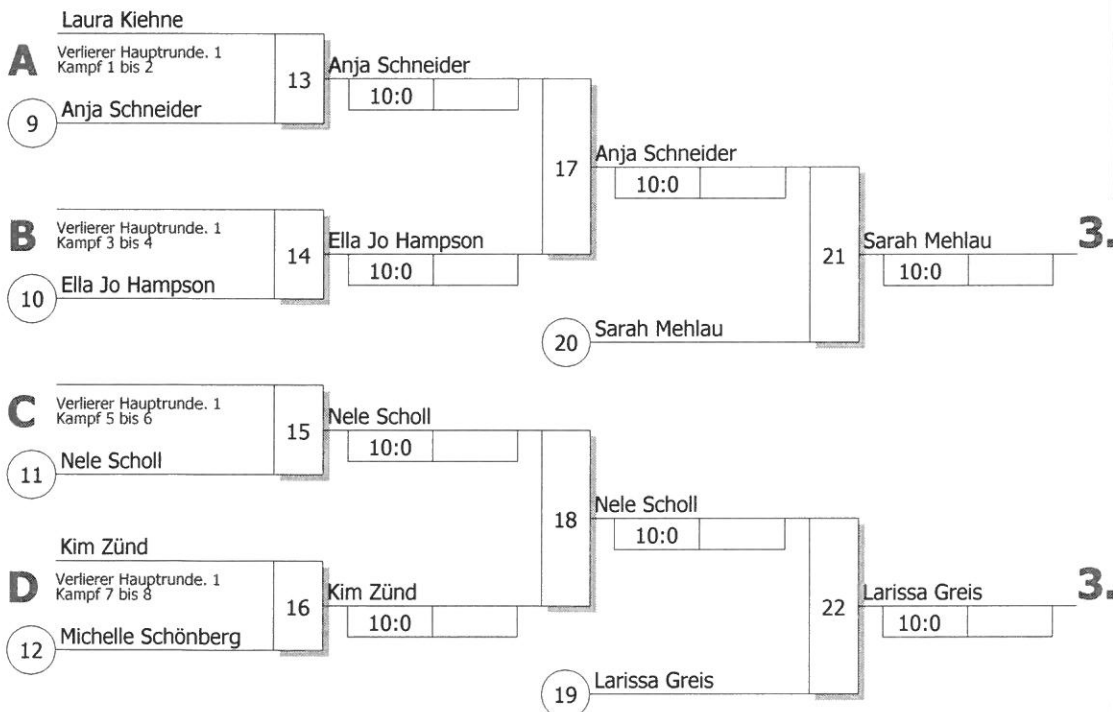 Laura Kiehne
A
Verlierer Hauptrunde. 1
Kampf 1 bis 2
13
Anja Schneider
10:0
9
Anja Schneider
17
Anja Schneider
10:0
B
Verlierer Hauptrunde. 1
Kampf 3 bis 4
14
Ella Jo Hampson
10:0
10
Ella Jo Hampson
21
Sarah Mehlau
3.
10:0
20
Sarah Mehlau
C
Verlierer Hauptrunde. 1
Kampf 5 bis 6
15
Nele Scholl
10:0
11
Nele Scholl
18
Nele Scholl
10:0
Kim Zünd
D
Verlierer Hauptrunde. 1
Kampf 7 bis 8
16
Kim Zünd
10:0
12
Michelle Schönberg
22
Larissa Greis
3.
10:0
19
Larissa Greis